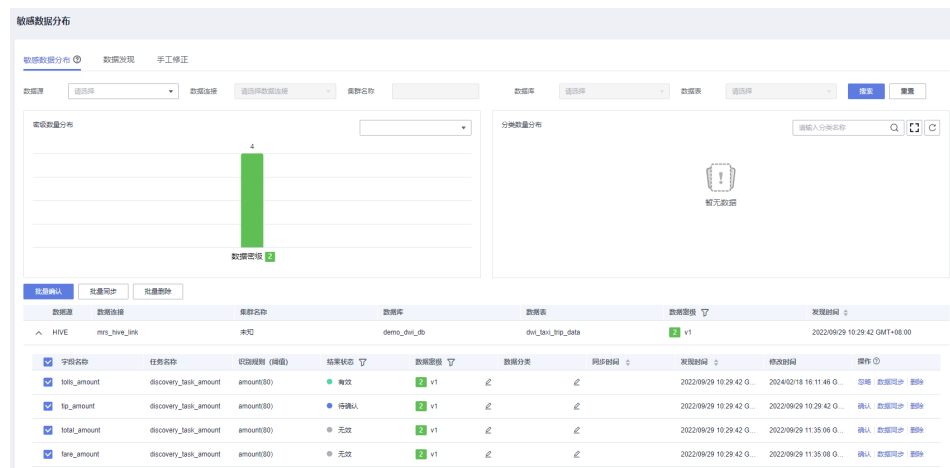 敏感数据分布
敏感数据分布 数据发现 手工修正
数据源 请选择 数据连接 请选择数据连接 集群名称 数据库 请选择 数据表 请选择 搜索 重置
密级数量分布
4
数据密级 2
分类数量分布 请输入分类名称
暂无数据
批量确认 批量同步 批量删除
数据源 数据连接 集群名称 数据库 数据表 数据密级 发现时间
HIVE mrs_hive_link 未知 demo_dwi_db dwi_taxi_trip_data 2 v1 2022/09/29 10:29:42 GMT+08:00
字段名称 任务名称 识别规则 (阈值) 结果状态 数据密级 数据分类 同步时间 发现时间 修改时间 操作
tolls_amount discovery_task_amount amount(80) 有效 2 v1 2022/09/29 10:29:42 G... 2024/02/18 16:11:46 G... 忽略 数据同步 删除
tip_amount discovery_task_amount amount(80) 待确认 2 v1 2022/09/29 10:29:42 G... 2022/09/29 10:29:42 G... 确认 数据同步 删除
total_amount discovery_task_amount amount(80) 无效 2 v1 2022/09/29 10:29:42 G... 2022/09/29 11:35:06 G... 确认 数据同步 删除
fare_amount discovery_task_amount amount(80) 无效 2 v1 2022/09/29 10:29:42 G... 2022/09/29 11:35:08 G... 确认 数据同步 删除